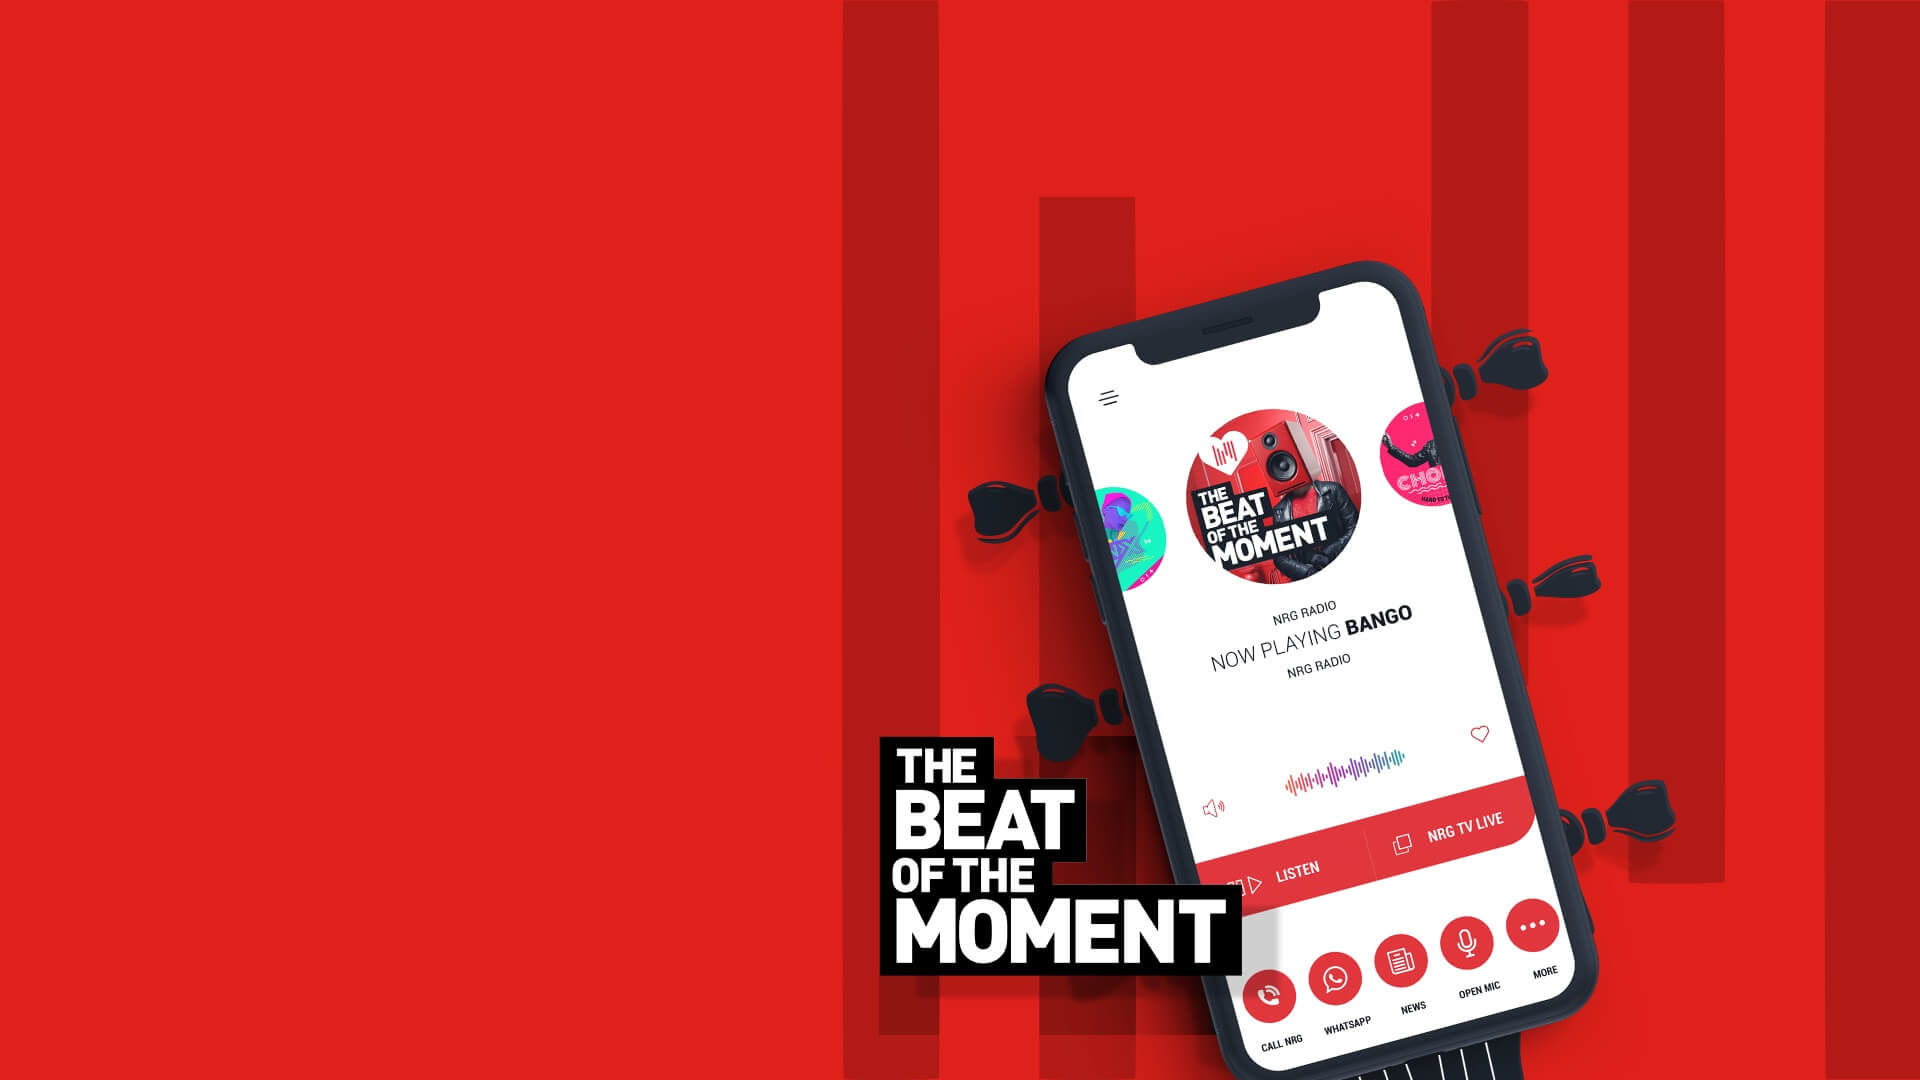 THE
BEAT
OF THE
MOMENT
CHO
NRG RADIO
NOW PLAYING BANGO
NRG RADIO
LISTEN
NRG TV LIVE
CALL NRG
WHATSAPP
NEWS
OPEN MIC
MORE
THE
BEAT
OF THE
MOMENT